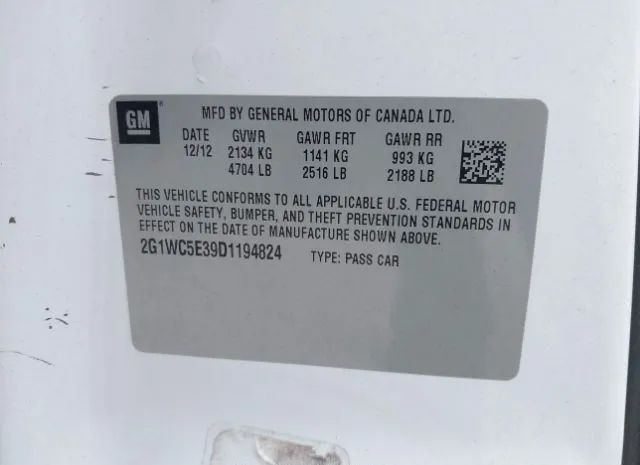 GM ®
MFD BY GENERAL MOTORS OF CANADA LTD.
DATE GVWR GAWR FRT GAWR RR
12/12 2134 KG 1141 KG 993 KG
4704 LB 2516 LB 2188 LB
THIS VEHICLE CONFORMS TO ALL APPLICABLE U.S. FEDERAL MOTOR
VEHICLE SAFETY, BUMPER, AND THEFT PREVENTION STANDARDS IN
EFFECT ON THE DATE OF MANUFACTURE SHOWN ABOVE.
2G1WC5E39D1194824 TYPE: PASS CAR